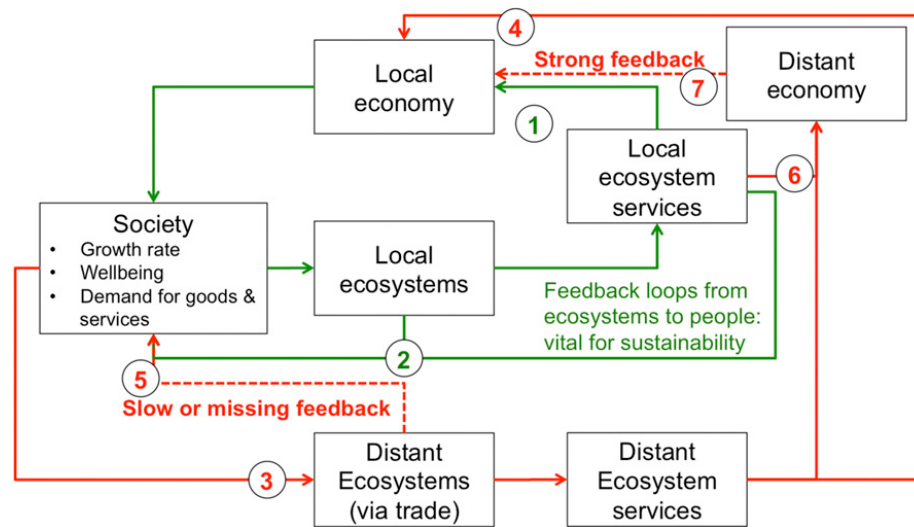 4
Local
economy
Strong feedback
7
Distant
economy
1
Local
ecosystem
services
6
Society
• Growth rate
• Wellbeing
• Demand for goods &
services
Local
ecosystems
Feedback loops from
ecosystems to people:
vital for sustainability
2
5
Slow or missing feedback
3
Distant
Ecosystems
(via trade)
Distant
Ecosystem
services